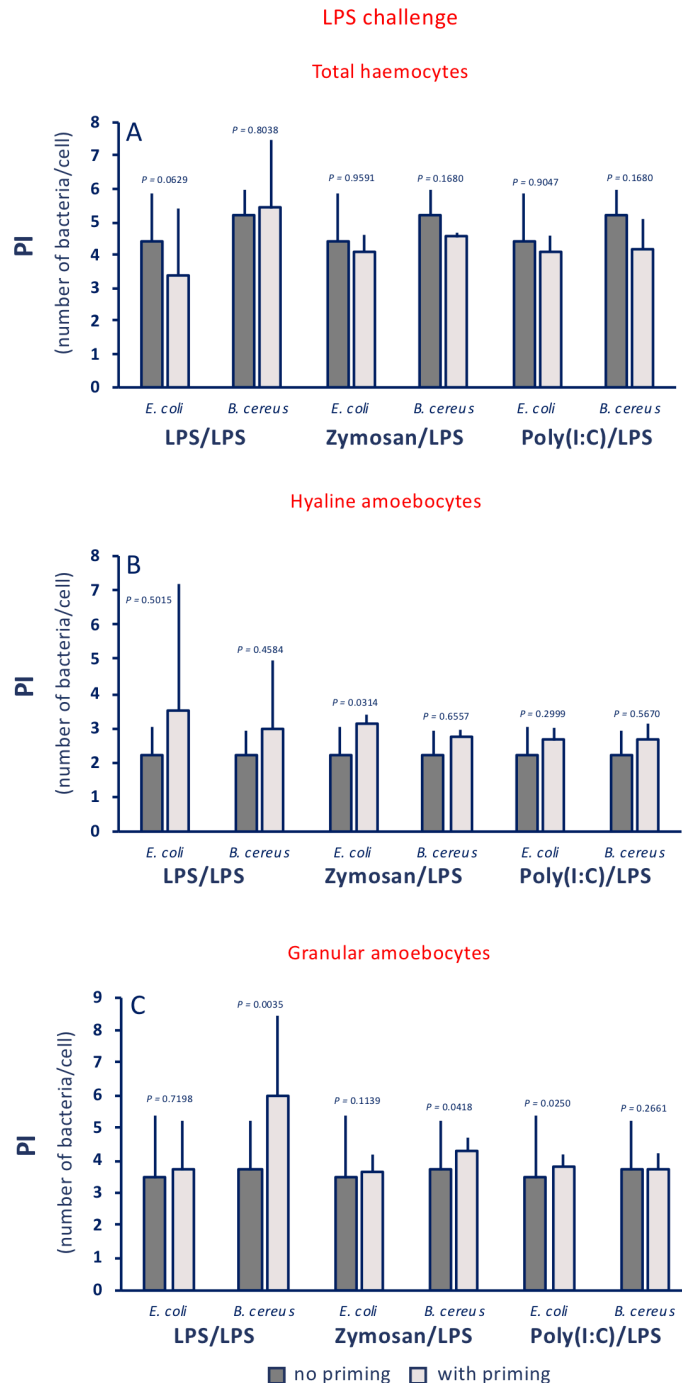 LPS challenge
Total haemocytes
A
PI
(number of bacteria/cell)
8
7
6
5
4
3
2
1
0
P = 0.0629
P = 0.8038
P = 0.9591
P = 0.1680
P = 0.9047
P = 0.1680
E. coli B. cereus E. coli B. cereus E. coli B. cereus
LPS/LPS Zymosan/LPS Poly(I:C)/LPS
Hyaline amoebocytes
B
PI
(number of bacteria/cell)
8
7
6
5
4
3
2
1
0
P = 0.5015
P = 0.4584
P = 0.0314
P = 0.6557
P = 0.2999
P = 0.5670
E. coli B. cereus E. coli B. cereus E. coli B. cereus
LPS/LPS Zymosan/LPS Poly(I:C)/LPS
Granular amoebocytes
C
PI
(number of bacteria/cell)
9
8
7
6
5
4
3
2
1
0
P = 0.7198
P = 0.0035
P = 0.1139
P = 0.0418
P = 0.0250
P = 0.2661
E. coli B. cereus E. coli B. cereus E. coli B. cereus
LPS/LPS Zymosan/LPS Poly(I:C)/LPS
no priming with priming